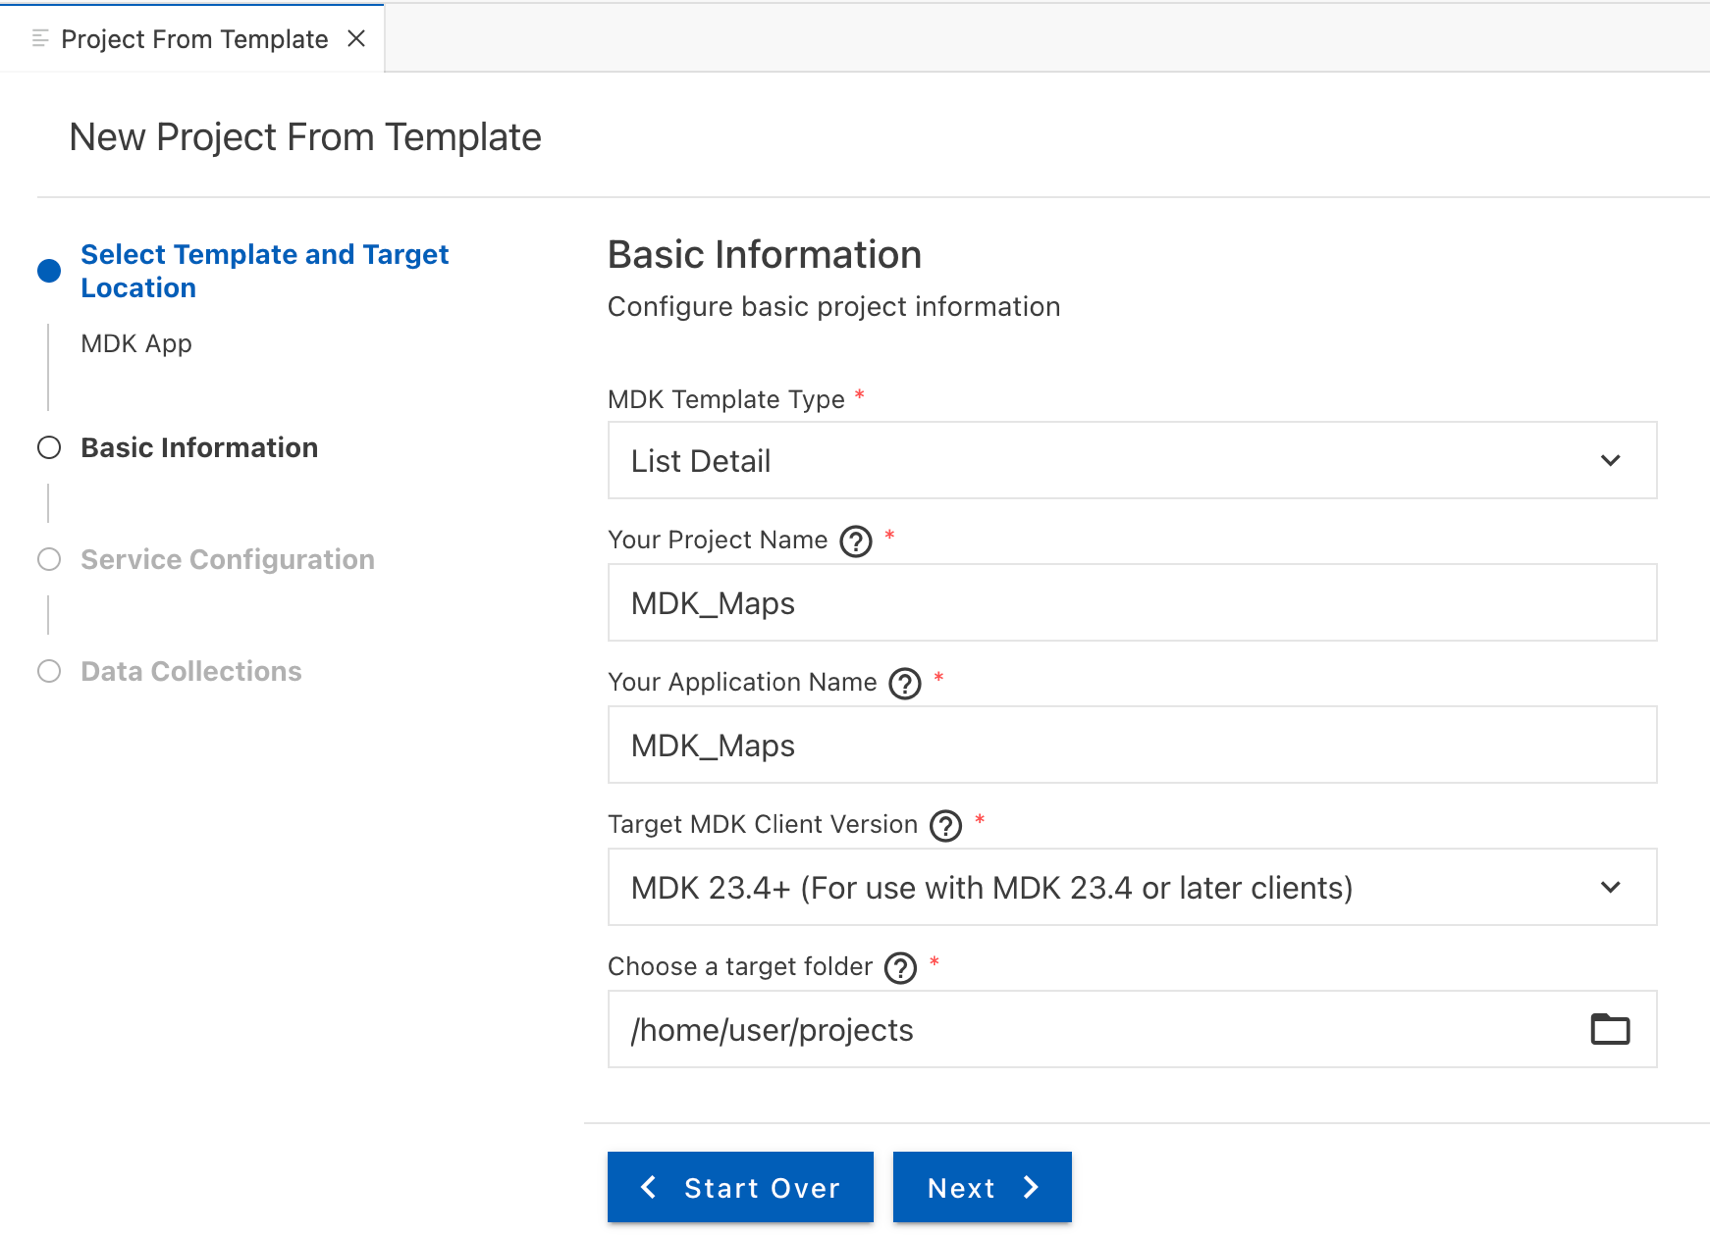 Project From Template
New Project From Template
Select Template and Target
Location
MDK App
Basic Information
Service Configuration
Data Collections
Basic Information
Configure basic project information
MDK Template Type *
List Detail
Your Project Name ? *
MDK_Maps
Your Application Name ? *
MDK_Maps
Target MDK Client Version ? *
MDK 23.4+ (For use with MDK 23.4 or later clients)
Choose a target folder ? *
/home/user/projects
Start Over
Next